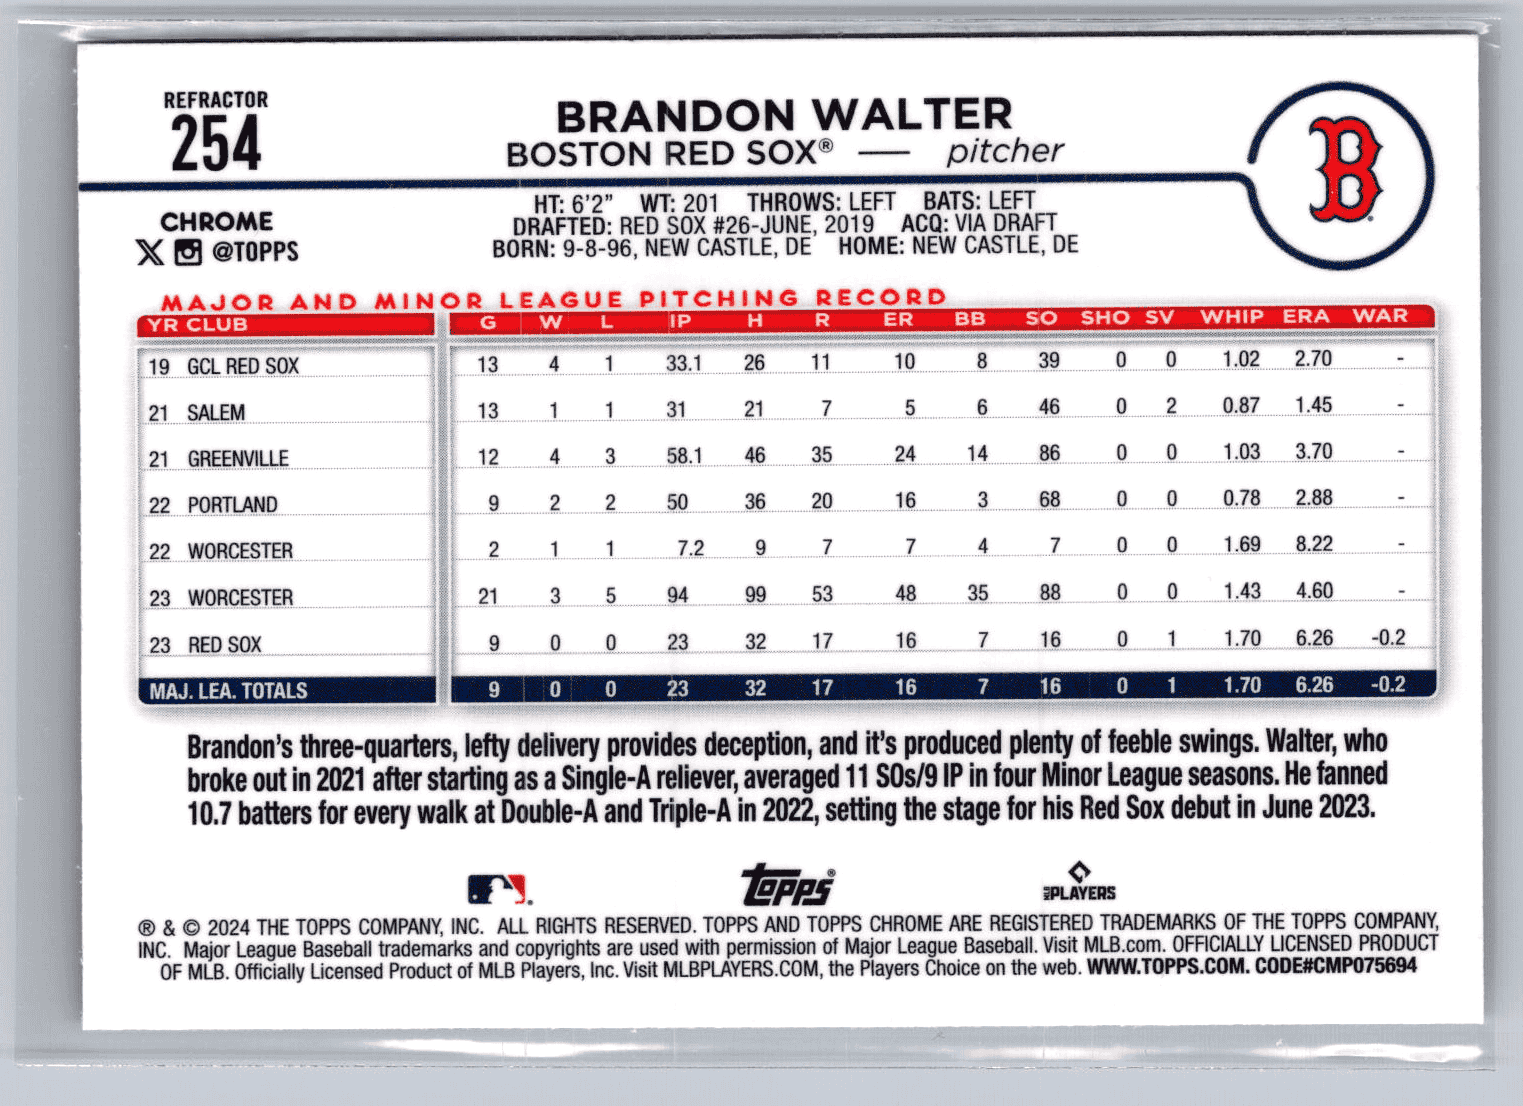 REFRACTOR
254
BRANDON WALTER
BOSTON RED SOX® — pitcher
B
CHROME
X @TOPPS
HT: 6'2" WT: 201 THROWS: LEFT BATS: LEFT
DRAFTED: RED SOX #26-JUNE, 2019 ACQ: VIA DRAFT
BORN: 9-8-96, NEW CASTLE, DE HOME: NEW CASTLE, DE
MAJOR AND MINOR LEAGUE PITCHING RECORD
YR CLUB G W L IP H R ER BB SO SHO SV WHIP ERA WAR
19 GCL RED SOX 13 4 1 33.1 26 11 10 8 39 0 0 1.02 2.70 -
21 SALEM 13 1 1 31 21 7 5 6 46 0 2 0.87 1.45 -
21 GREENVILLE 12 4 3 58.1 46 35 24 14 86 0 0 1.03 3.70 -
22 PORTLAND 9 2 2 50 36 20 16 3 68 0 0 0.78 2.88 -
22 WORCESTER 2 1 1 7.2 9 7 7 4 7 0 0 1.69 8.22 -
23 WORCESTER 21 3 5 94 99 53 48 35 88 0 0 1.43 4.60 -
23 RED SOX 9 0 0 23 32 17 16 7 16 0 1 1.70 6.26 -0.2
MAJ. LEA. TOTALS 9 0 0 23 32 17 16 7 16 0 1 1.70 6.26 -0.2
Brandon's three-quarters, lefty delivery provides deception, and it's produced plenty of feeble swings. Walter, who
broke out in 2021 after starting as a Single-A reliever, averaged 11 SOs/9 IP in four Minor League seasons. He fanned
10.7 batters for every walk at Double-A and Triple-A in 2022, setting the stage for his Red Sox debut in June 2023.
Topps® MLB PLAYERS
® & © 2024 THE TOPPS COMPANY, INC. ALL RIGHTS RESERVED. TOPPS AND TOPPS CHROME ARE REGISTERED TRADEMARKS OF THE TOPPS COMPANY,
INC. Major League Baseball trademarks and copyrights are used with permission of Major League Baseball. Visit MLB.com. OFFICIALLY LICENSED PRODUCT
OF MLB. Officially Licensed Product of MLB Players, Inc. Visit MLBPLAYERS.COM, the Players Choice on the web. WWW.TOPPS.COM. CODE#CMP075694